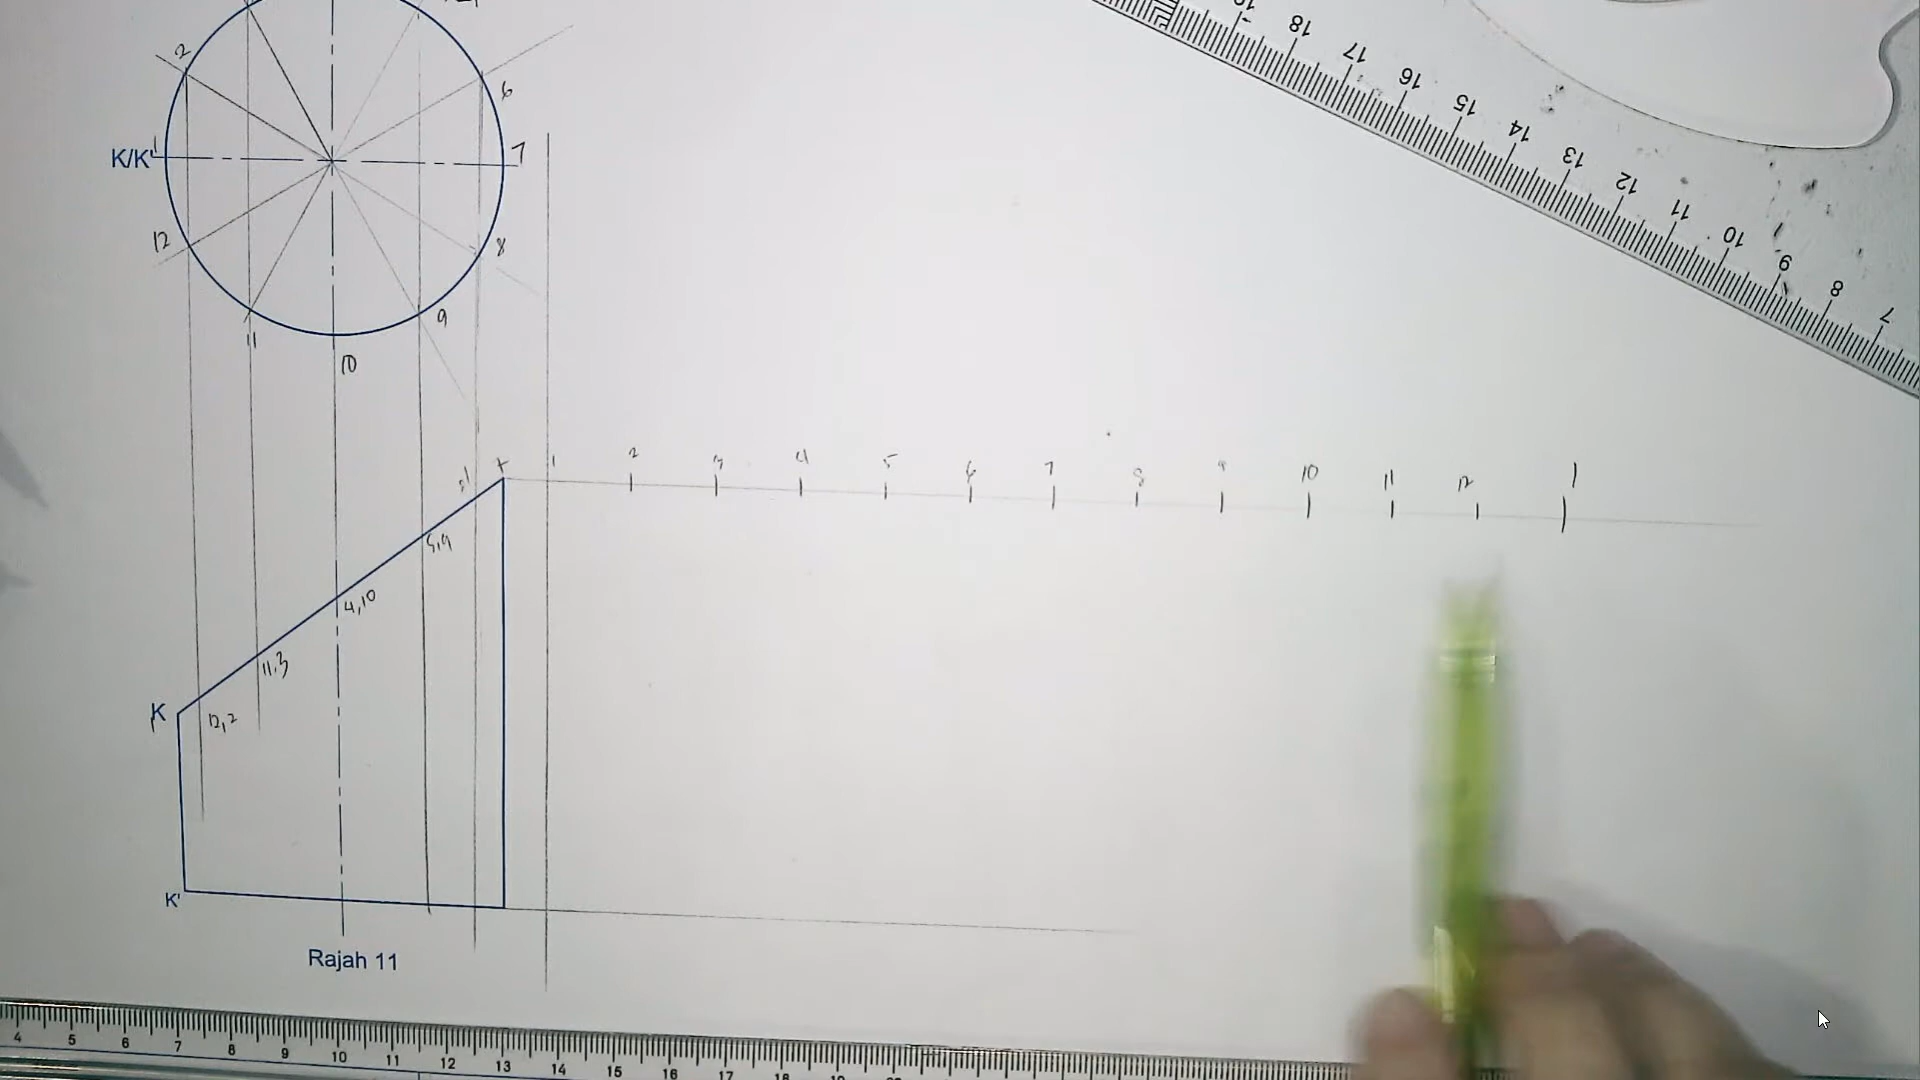 2
6
K/K'
1
7
12
8
9
11
10
1 2 3 4 5 6 7 8 9 10 11 12 1
5,9
4,10
11,3
K
12,2
K'
Rajah 11
18 17 16 15 14 13 12 11 10 9 8 7
4 5 6 7 8 9 10 11 12 13 14 15 16 17 18 19